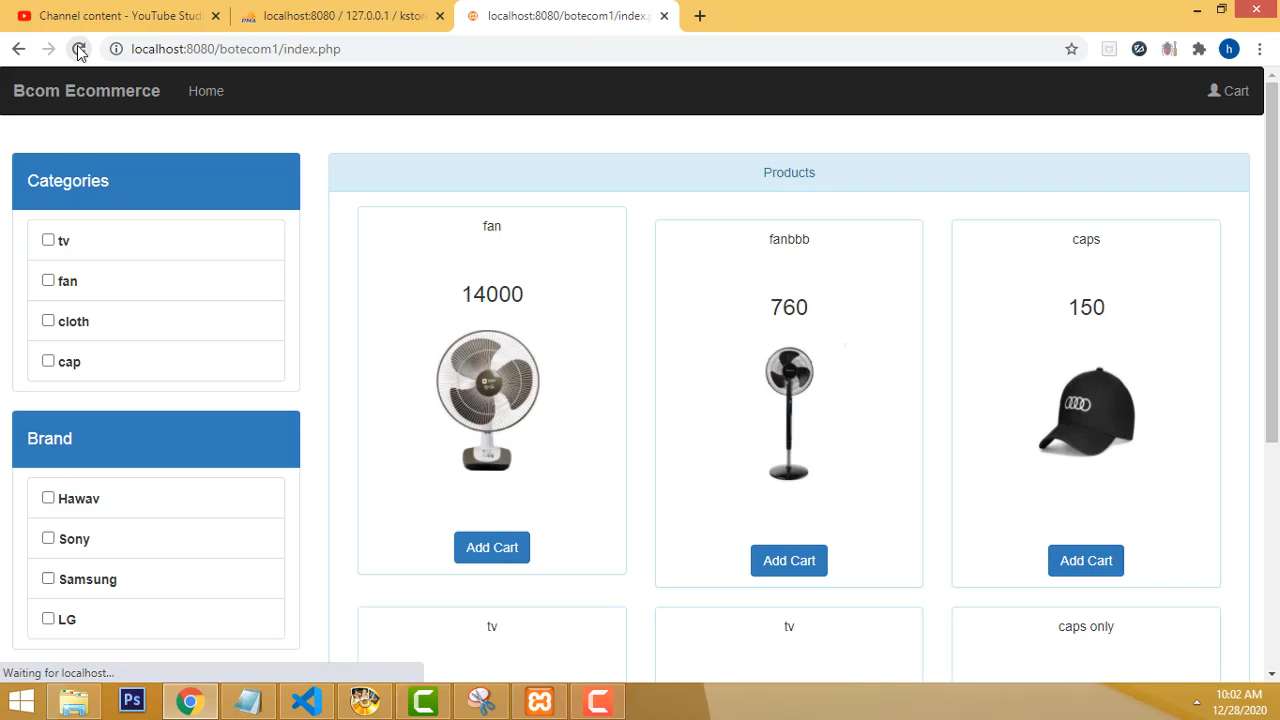 Channel content - YouTube Studi
localhost:8080 / 127.0.0.1 / kstore
localhost:8080/botecom1/index.p
localhost:8080/botecom1/index.php
h
Bcom Ecommerce
Home
Cart
Categories
tv
fan
cloth
cap
Brand
Hawav
Sony
Samsung
LG
Products
fan
14000
Add Cart
fanbbb
760
Add Cart
caps
150
Add Cart
tv
tv
caps only
Waiting for localhost...
Ps
C
C
10:02 AM
12/28/2020